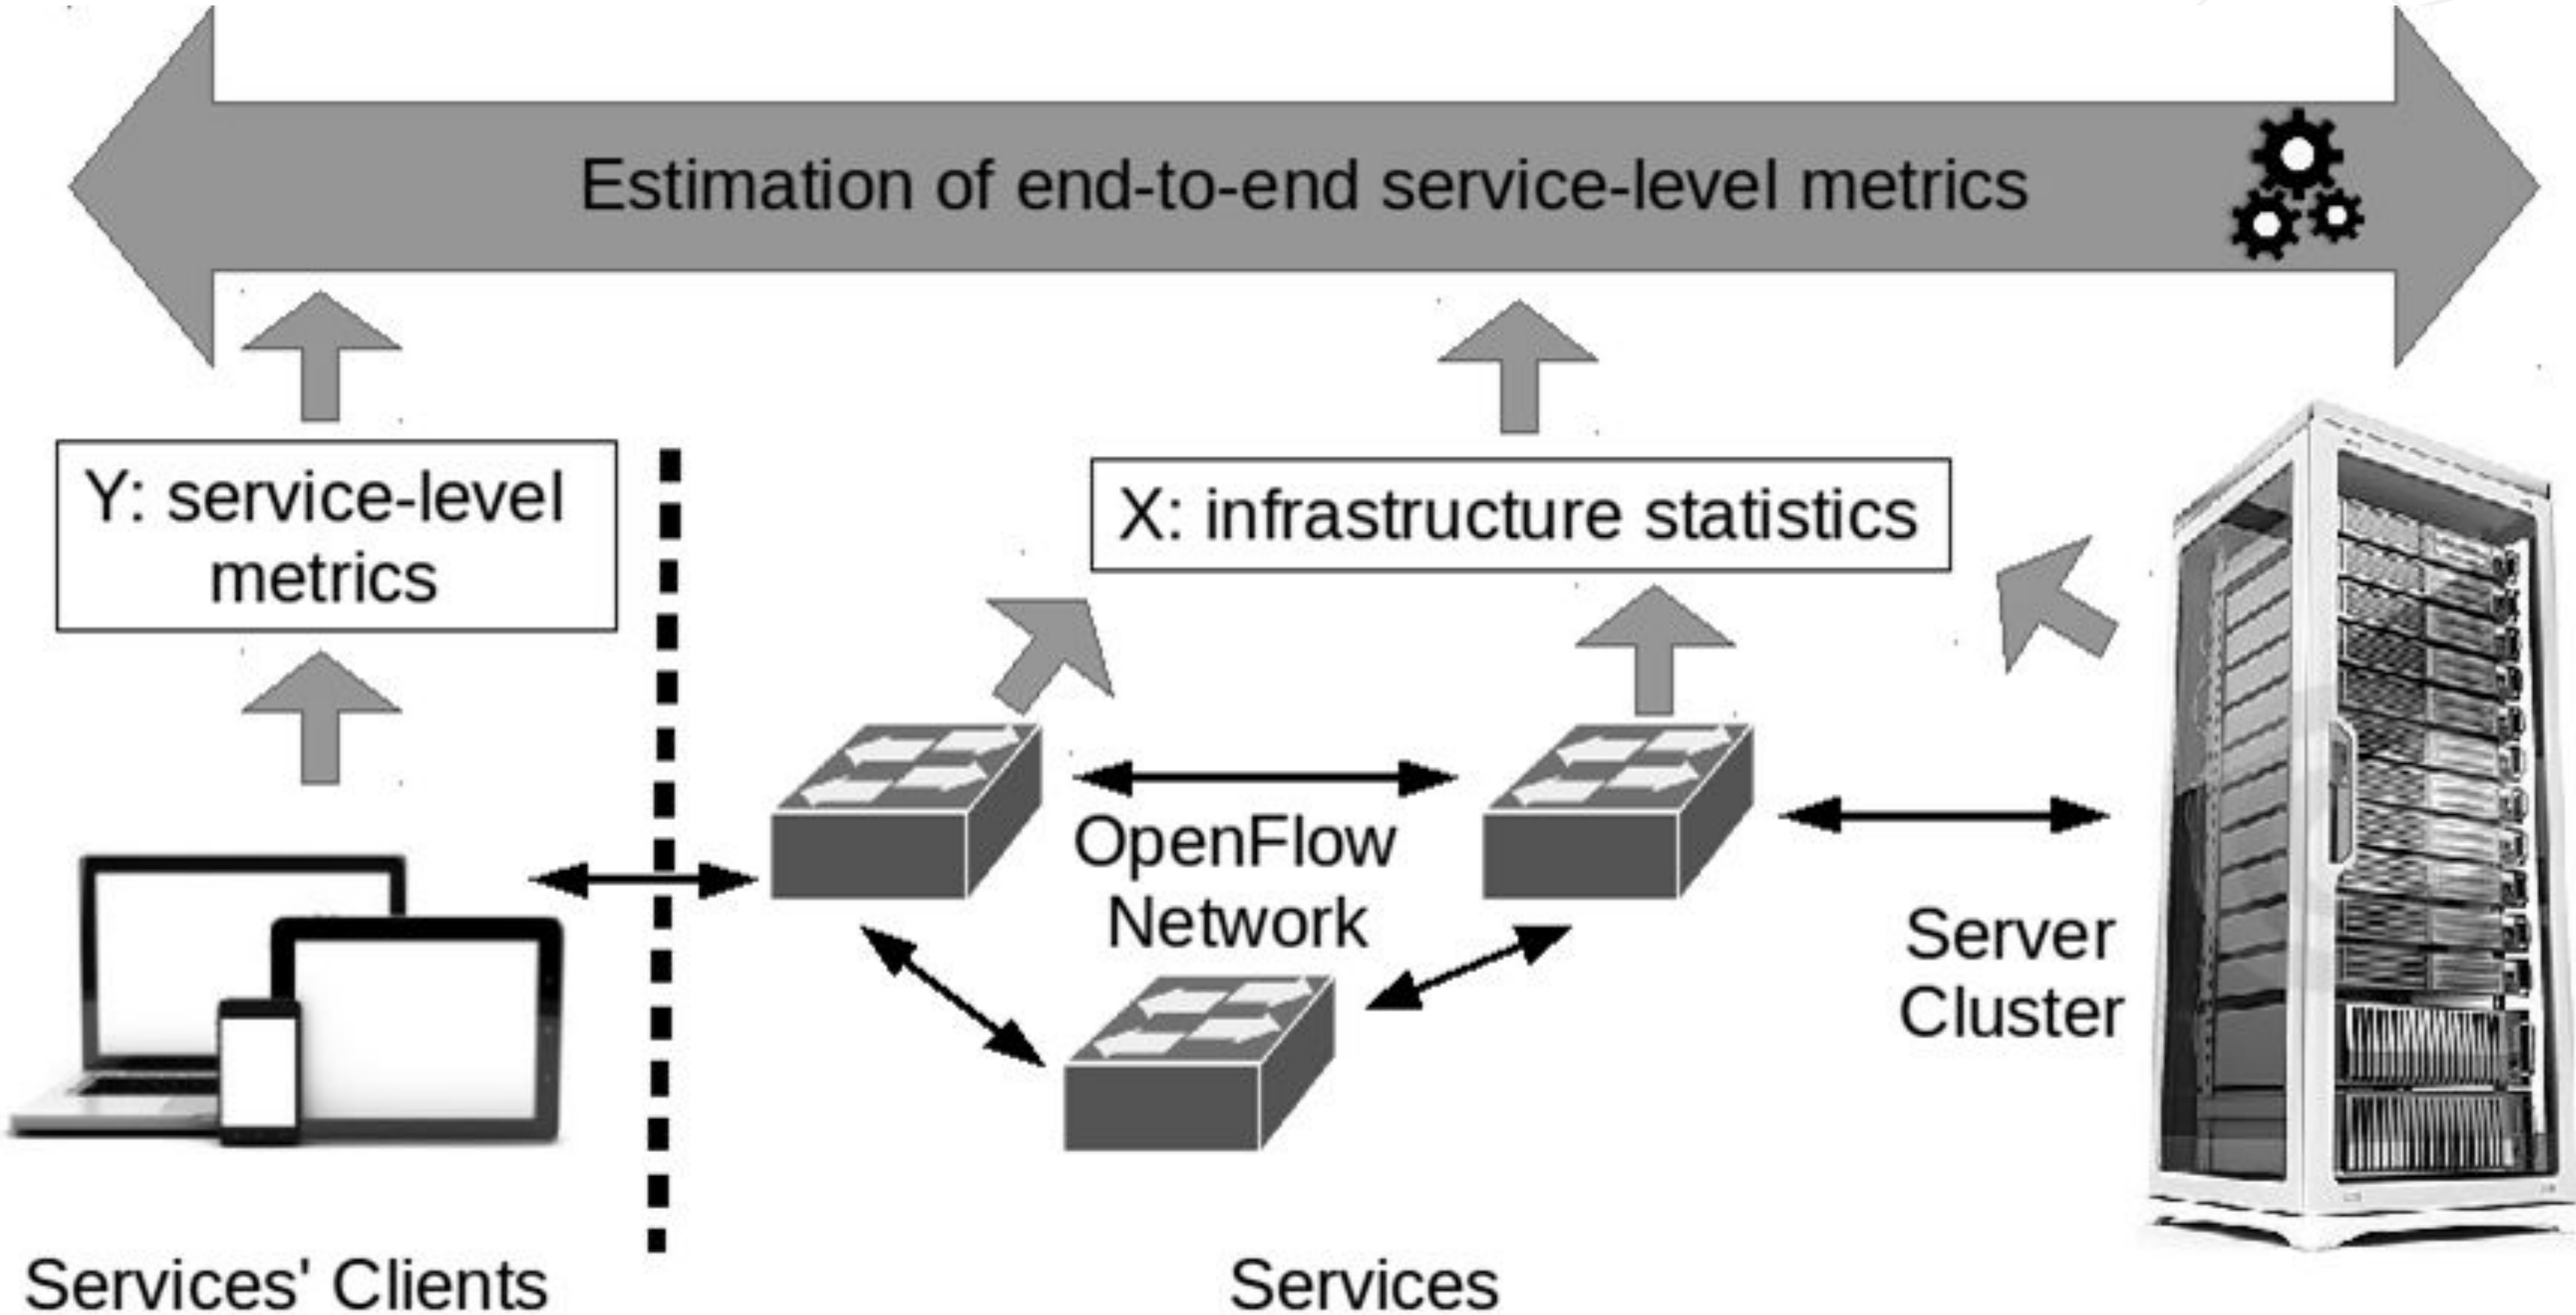 Estimation of end-to-end service-level metrics
Y: service-level
metrics
X: infrastructure statistics
OpenFlow
Network
Server
Cluster
Services' Clients
Services